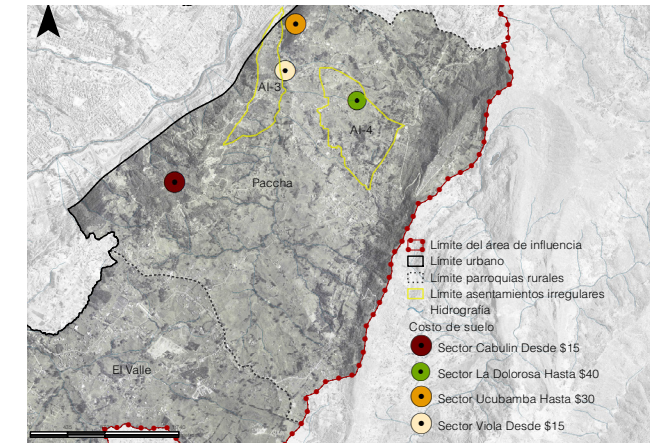 AI-3
AI-4
Paccha
El Valle
Límite del área de influencia
Límite urbano
Límite parroquias rurales
Límite asentamientos irregulares
Hidrografía
Costo de suelo
Sector Cabulin Desde $15
Sector La Dolorosa Hasta $40
Sector Ucubamba Hasta $30
Sector Viola Desde $15